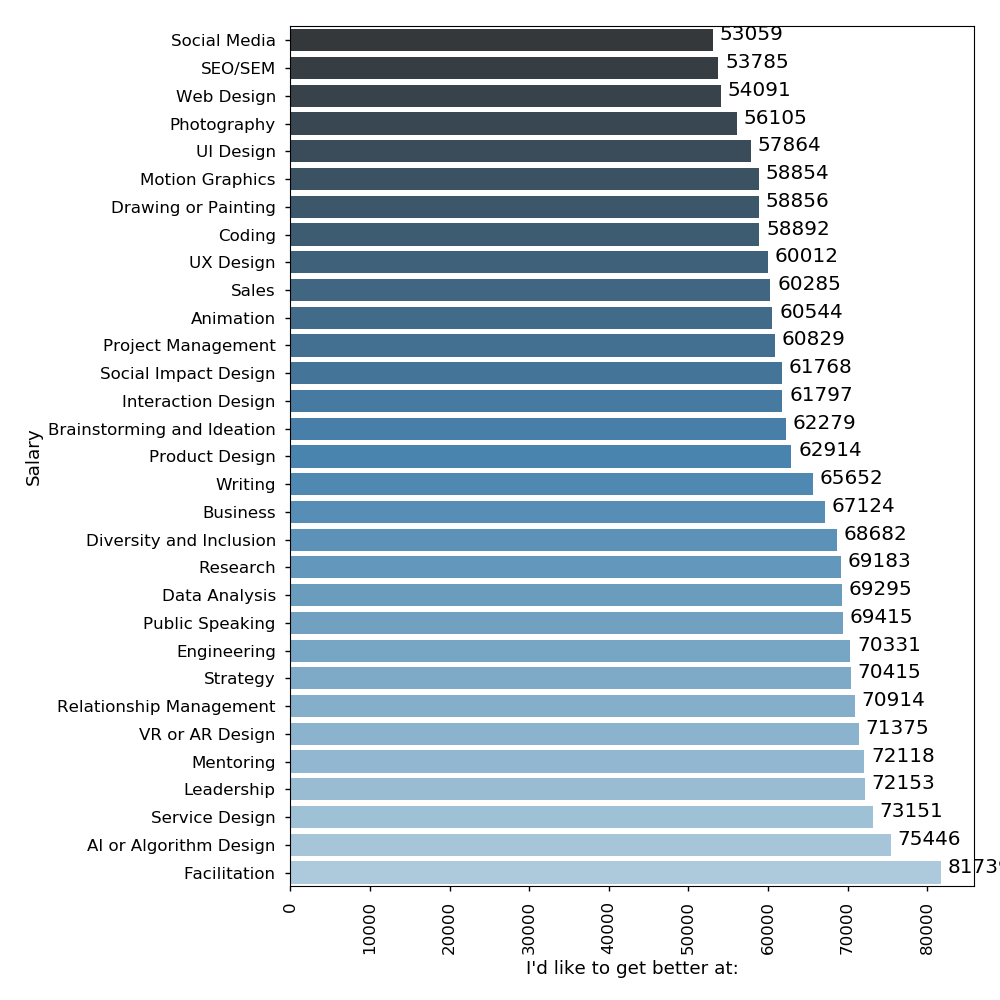 Social Media 53059
SEO/SEM 53785
Web Design 54091
Photography 56105
UI Design 57864
Motion Graphics 58854
Drawing or Painting 58856
Coding 58892
UX Design 60012
Sales 60285
Animation 60544
Project Management 60829
Social Impact Design 61768
Interaction Design 61797
Brainstorming and Ideation 62279
Product Design 62914
Writing 65652
Business 67124
Diversity and Inclusion 68682
Research 69183
Data Analysis 69295
Public Speaking 69415
Engineering 70331
Strategy 70415
Relationship Management 70914
VR or AR Design 71375
Mentoring 72118
Leadership 72153
Service Design 73151
AI or Algorithm Design 75446
Facilitation
Salary
0 10000 20000 30000 40000 50000 60000 70000 80000
I'd like to get better at: